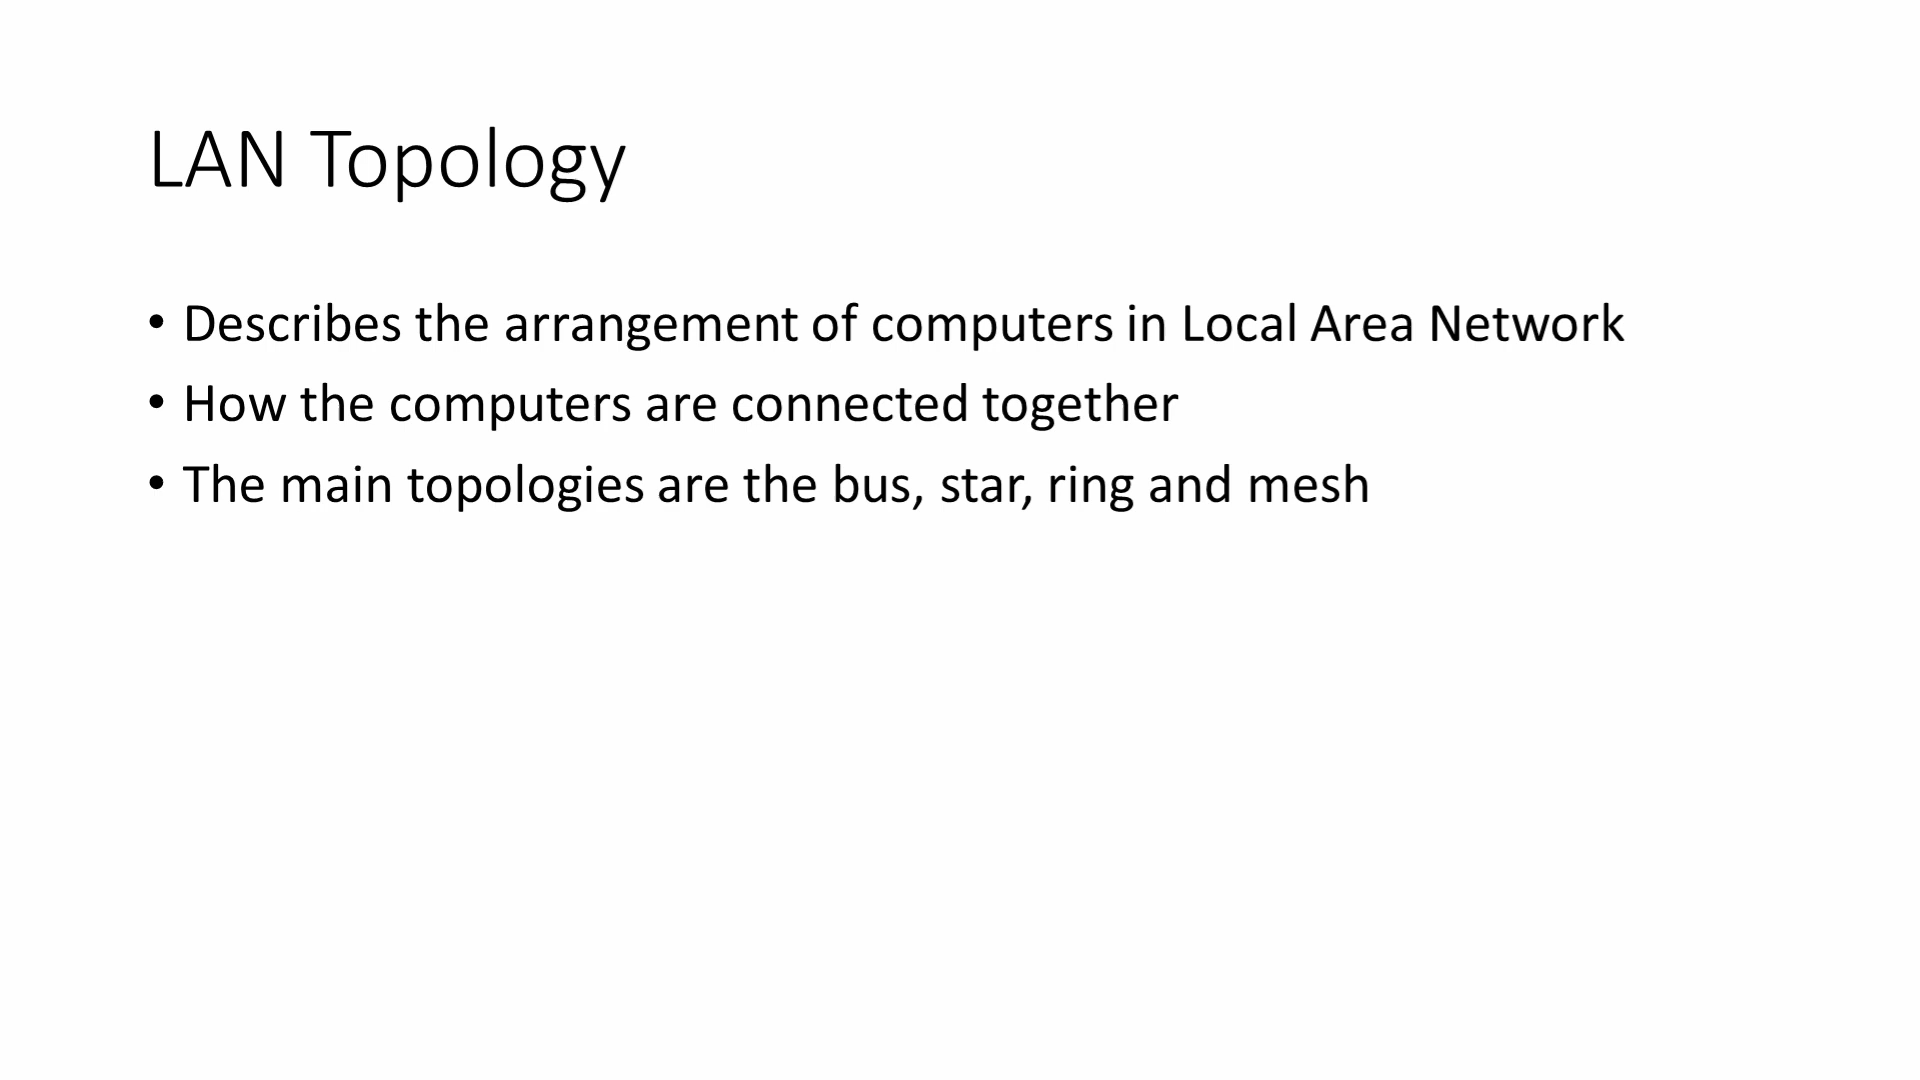 LAN Topology
• Describes the arrangement of computers in Local Area Network
• How the computers are connected together
• The main topologies are the bus, star, ring and mesh